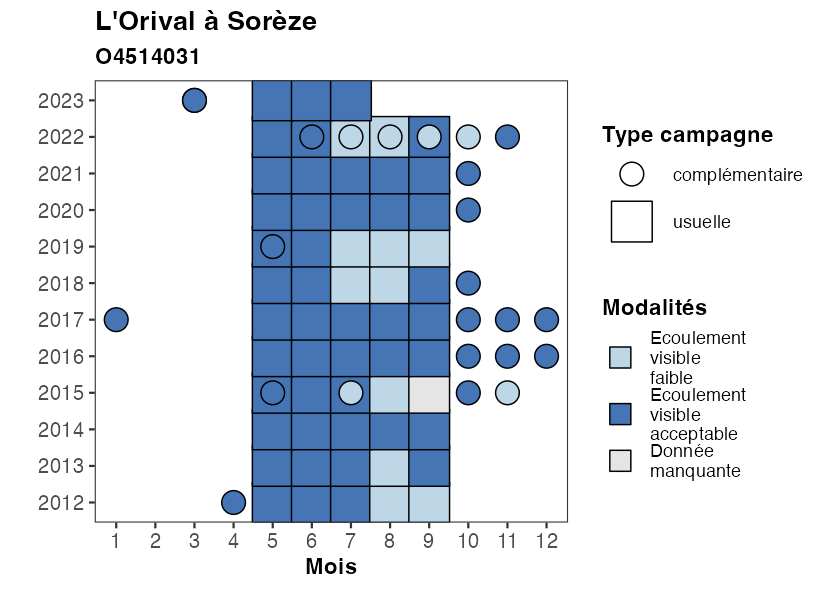 L'Orival à Sorèze
O4514031
2023
2022
2021
2020
2019
2018
2017
2016
2015
2014
2013
2012
1 2 3 4 5 6 7 8 9 10 11 12
Mois
Type campagne
complémentaire
usuelle
Modalités
Ecoulement
visible
faible
Ecoulement
visible
acceptable
Donnée
manquante